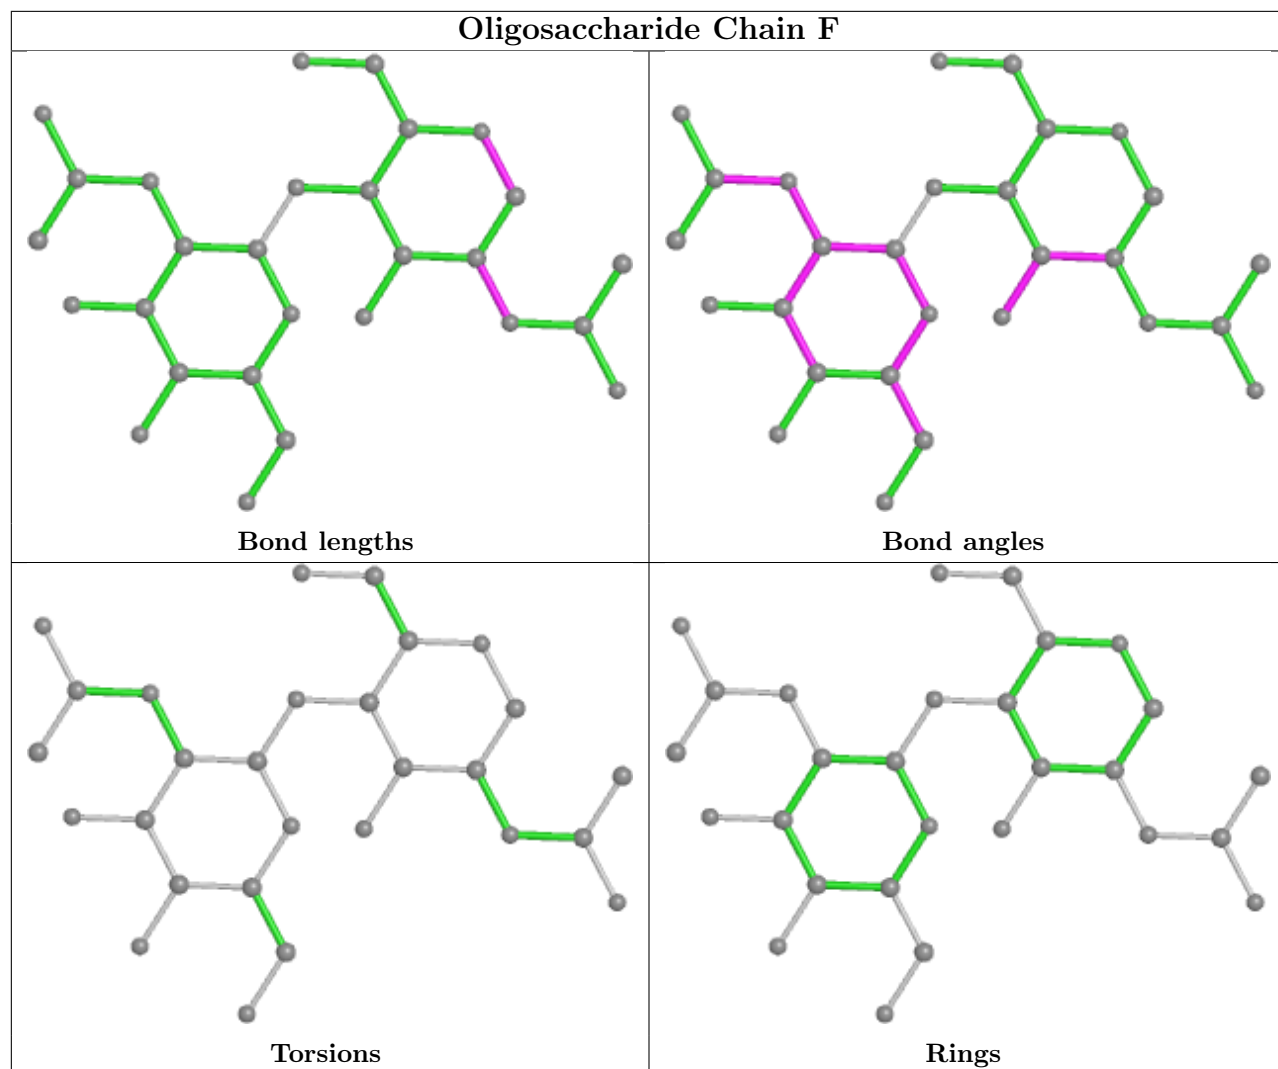 Oligosaccharide Chain F
Bond lengths
Bond angles
Torsions
Rings